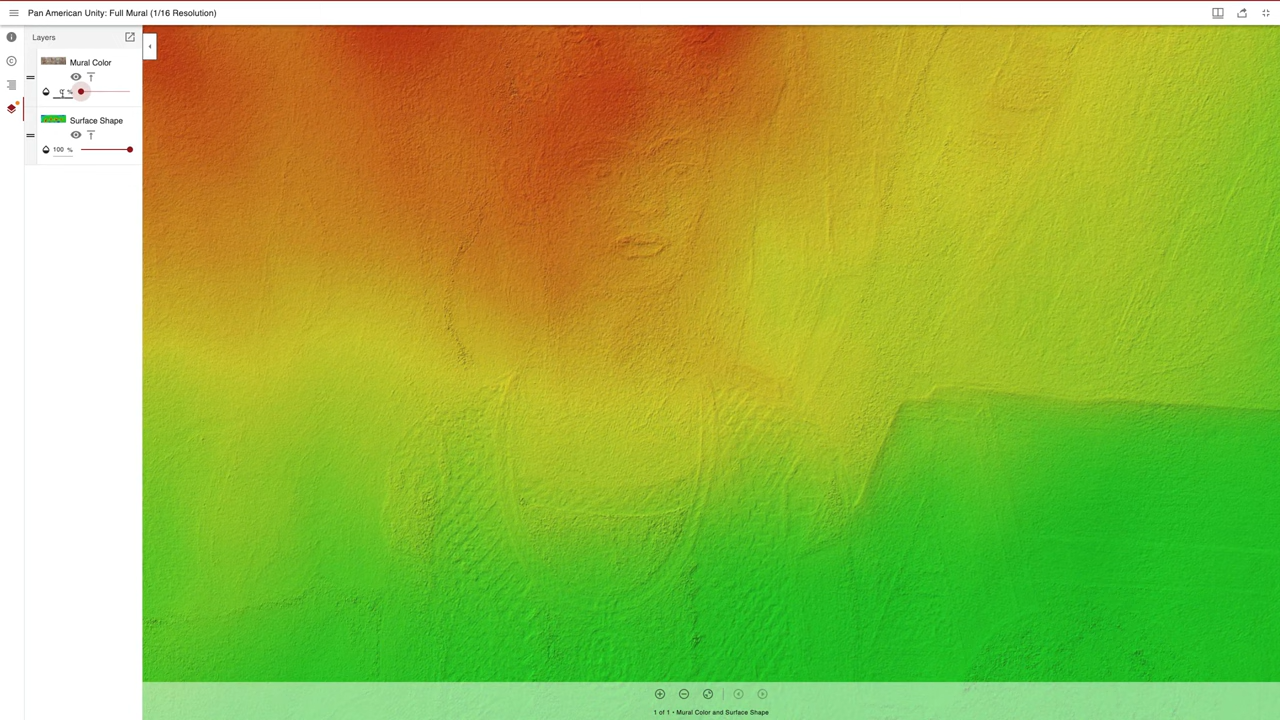 Pan American Unity: Full Mural (1/16 Resolution)
Layers
Mural Color
0 %
Surface Shape
100 %
1 of 1 • Mural Color and Surface Shape